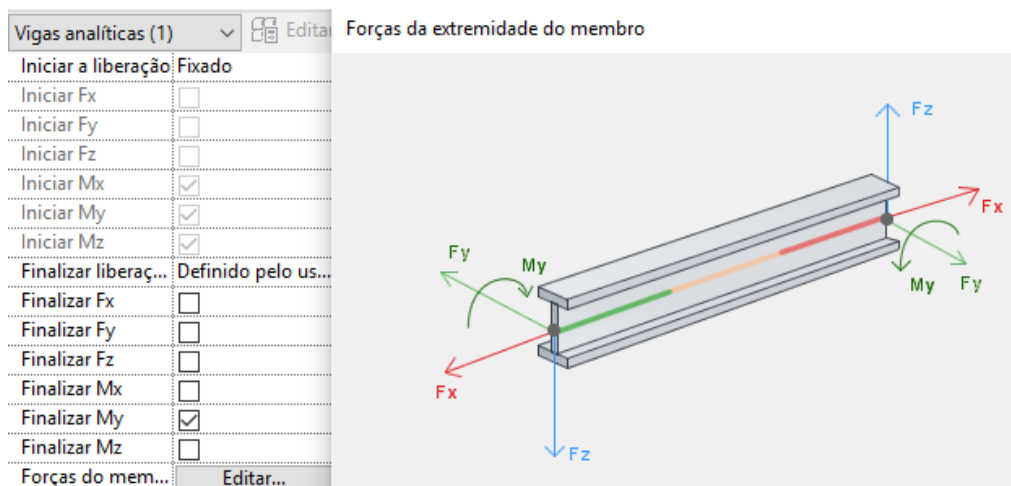 Vigas analíticas (1)
Edita
Iniciar a liberação Fixado
Iniciar Fx
Iniciar Fy
Iniciar Fz
Iniciar Mx
Iniciar My
Iniciar Mz
Finalizar liberaç... Definido pelo us...
Finalizar Fx
Finalizar Fy
Finalizar Fz
Finalizar Mx
Finalizar My
Finalizar Mz
Forças do mem... Editar...
Forças da extremidade do membro
Fz
Fx
Fy
My
My
Fy
Fx
Fz